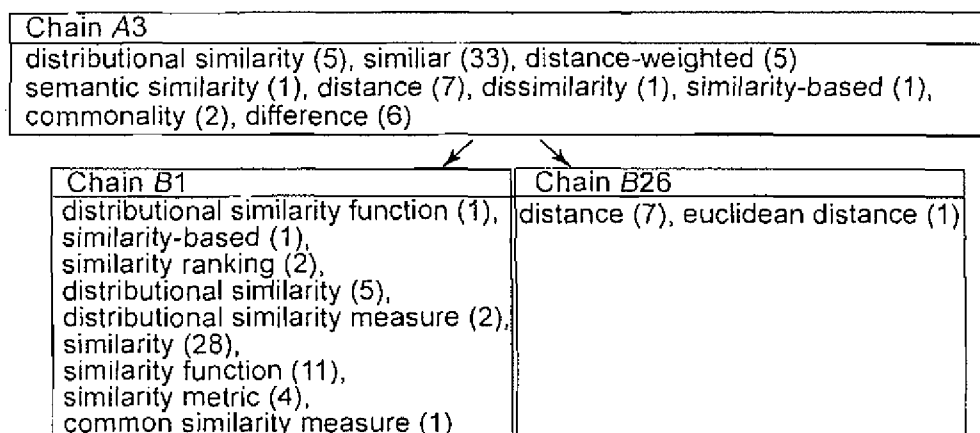 Chain A3
distributional similarity (5), similiar (33), distance-weighted (5)
semantic similarity (1), distance (7), dissimilarity (1), similarity-based (1),
commonality (2), difference (6)
Chain B1
distributional similarity function (1),
similarity-based (1),
similarity ranking (2),
distributional similarity (5),
distributional similarity measure (2),
similarity (28),
similarity function (11),
similarity metric (4),
common similarity measure (1)
Chain B26
distance (7), euclidean distance (1)